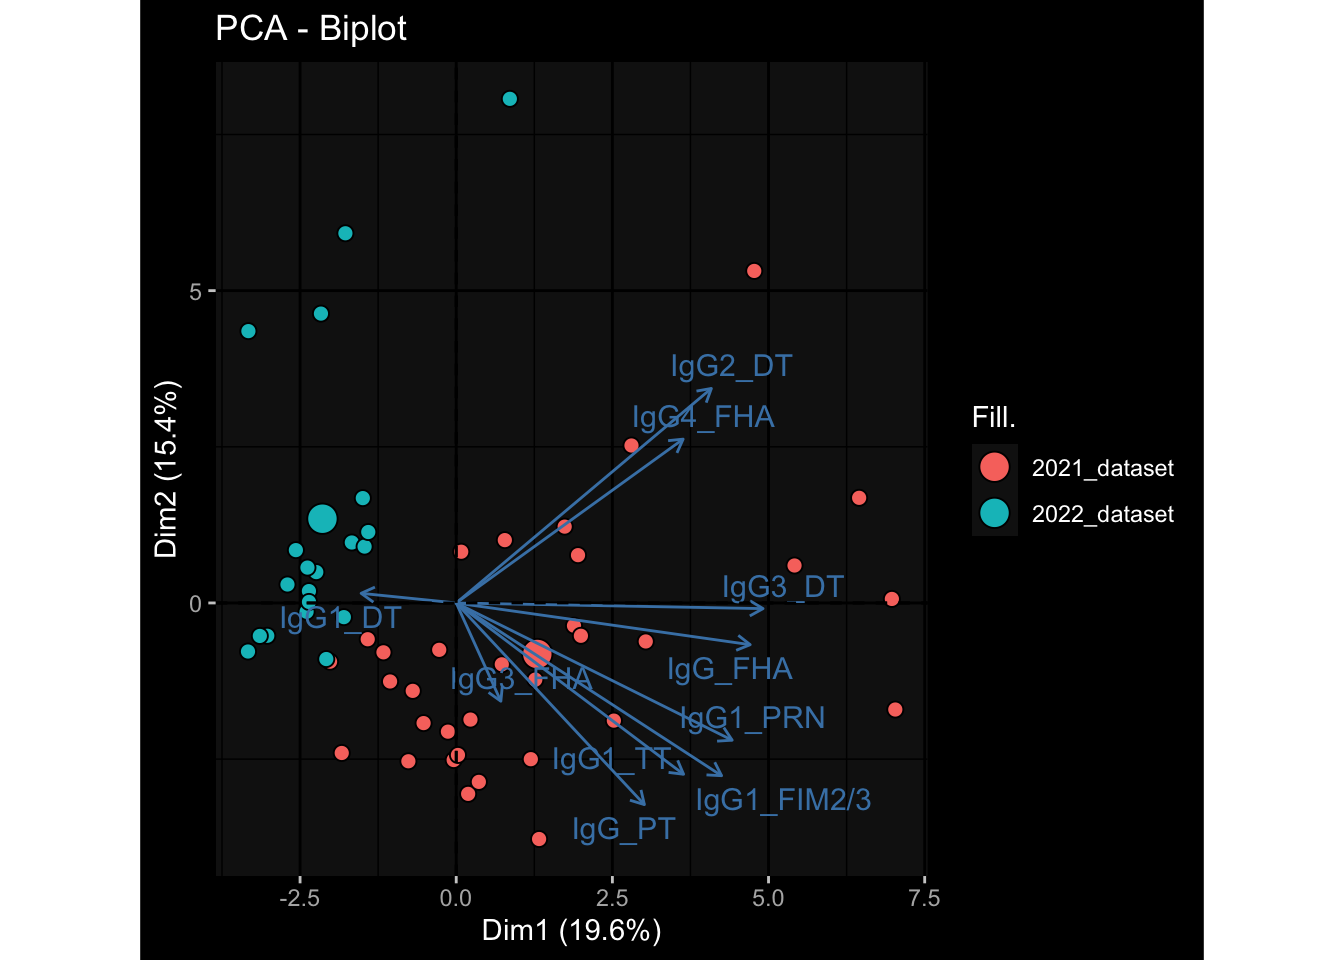 PCA - Biplot
Dim2 (15.4%)
5
0
IgG2_DT
IgG4_FHA
IgG3_DT
IgG1_DT
IgG_FHA
IgG3_FHA
IgG1_PRN
IgG1_TT
IgG1_FIM2/3
IgG_PT
-2.5 0.0 2.5 5.0 7.5
Dim1 (19.6%)
Fill.
2021_dataset
2022_dataset